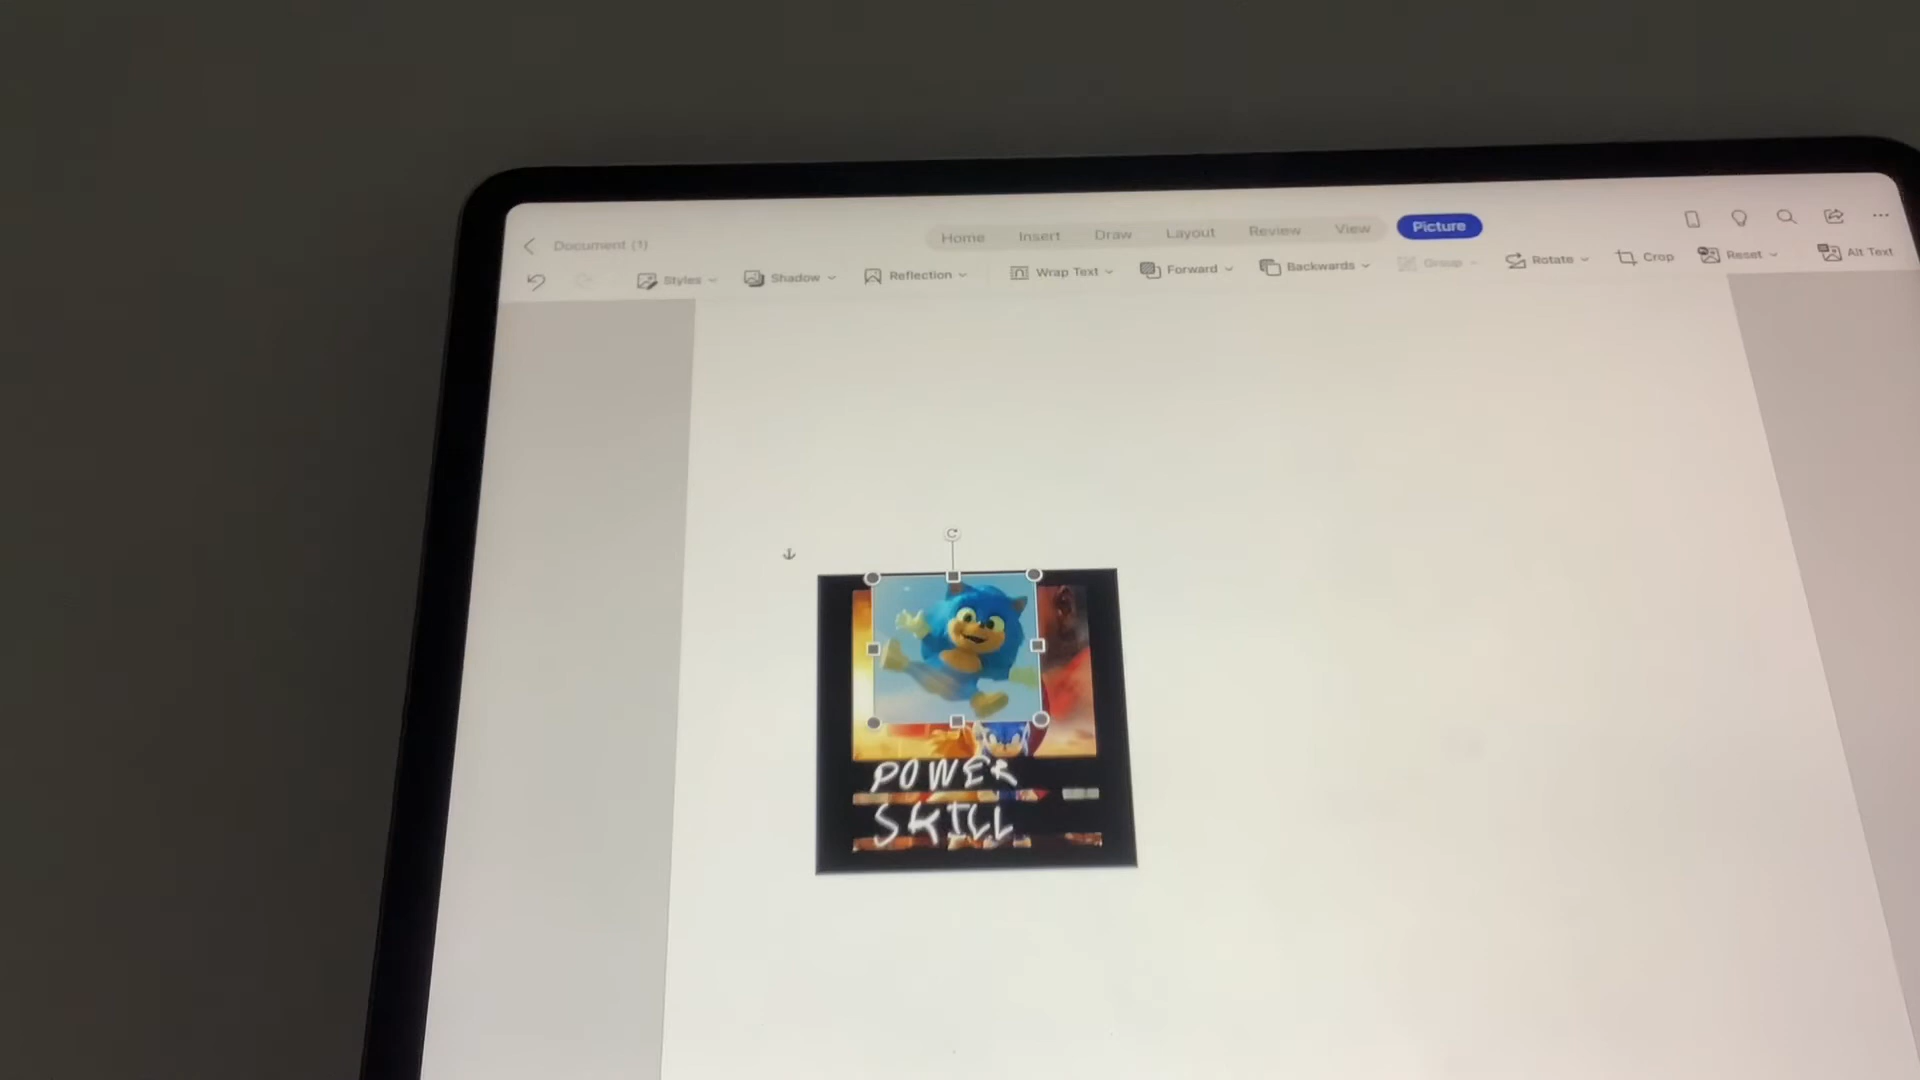 Document (1)
Home Insert Draw Layout Review View Picture
Styles Shadow Reflection Wrap Text Forward Backwards Group Rotate Crop Reset Alt Text
POWER
SKILL